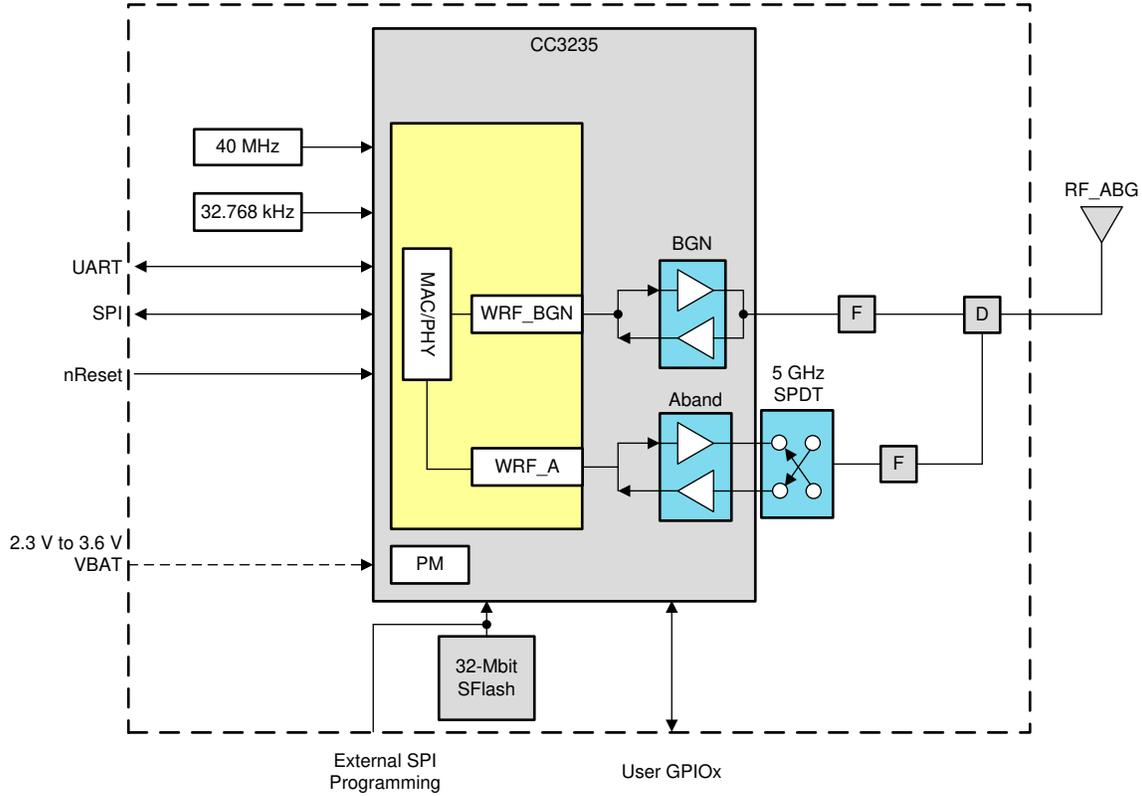 CC3235
40 MHz
32.768 kHz
RF_ABG
BGN
UART
SPI
MAC/PHY
WRF_BGN
F
D
nReset
5 GHz
SPDT
Aband
WRF_A
F
2.3 V to 3.6 V
VBAT
PM
32-Mbit
SFlash
External SPI
Programming
User GPIOx